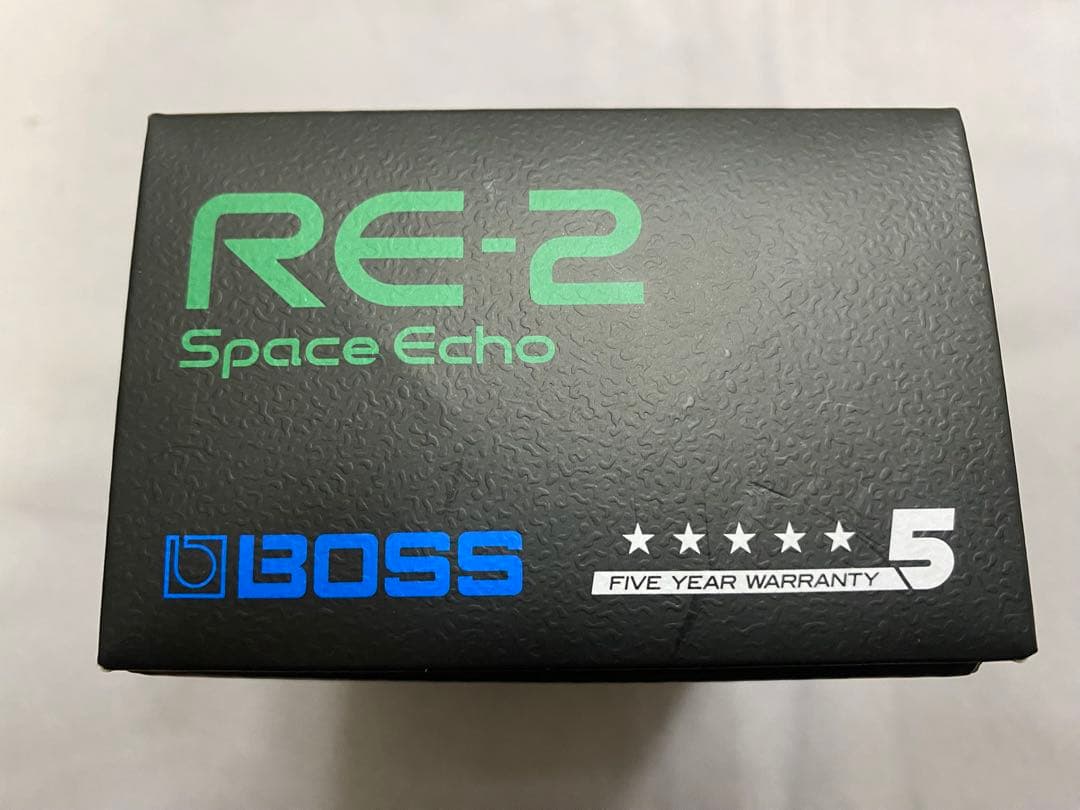 RE-2
Space Echo
BOSS
FIVE YEAR WARRANTY 5